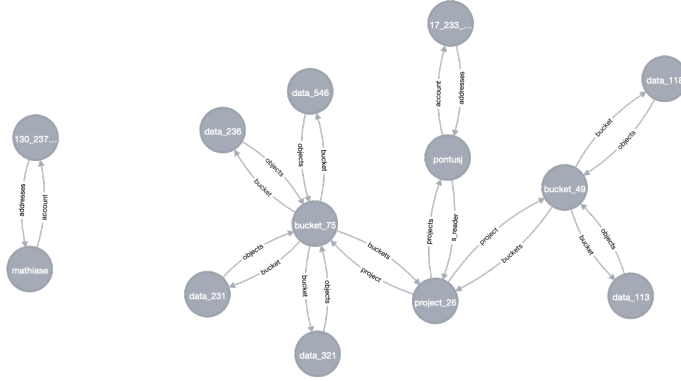 17_233_...
account
addresses
data_118
data_546
130_237...
data_236
objects
bucket
objects
bucket
bucket
objects
addresses
account
pontusj
bucket_49
bucket_75
projects
s_reader
project
buckets
bucket
objects
mathiase
objects
bucket
buckets
project
data_231
bucket
objects
project_26
data_113
data_321